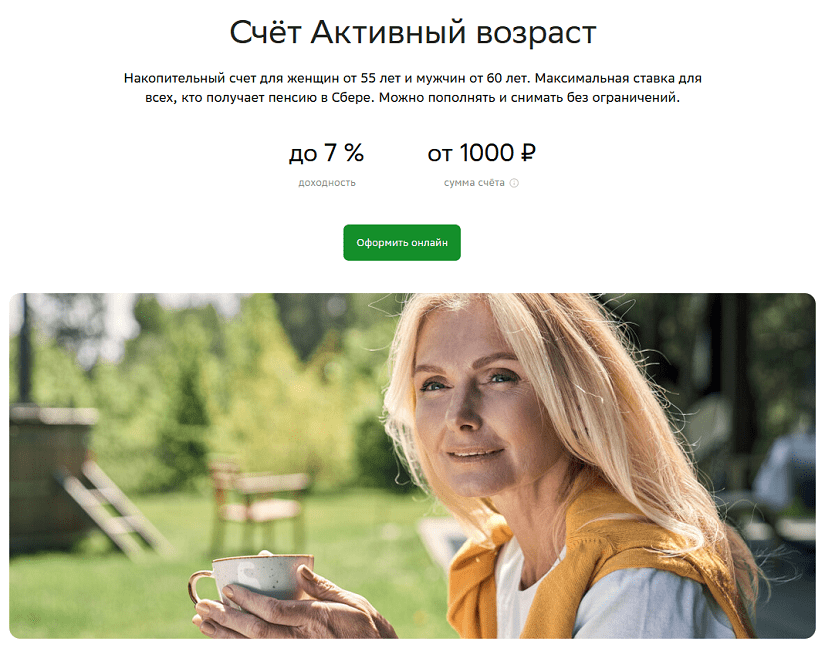 Счёт Активный возраст
Накопительный счет для женщин от 55 лет и мужчин от 60 лет. Максимальная ставка для
всех, кто получает пенсию в Сбере. Можно пополнять и снимать без ограничений.
до 7 % от 1000 ₽
доходность сумма счёта
Оформить онлайн